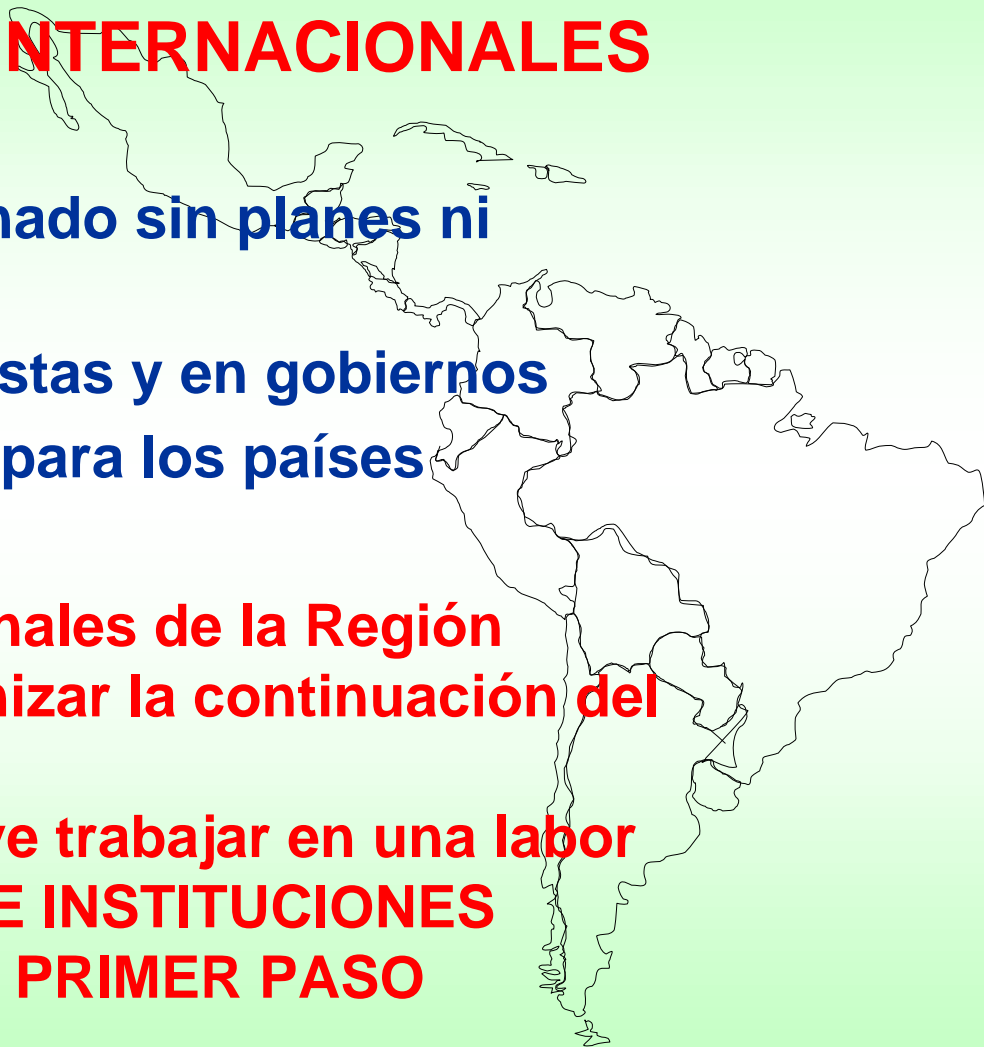 NTERNACIONALES
nado sin planes ni
stas y en gobiernos
para los países
nales de la Región
nizar la continuación del
ye trabajar en una labor
E INSTITUCIONES
PRIMER PASO